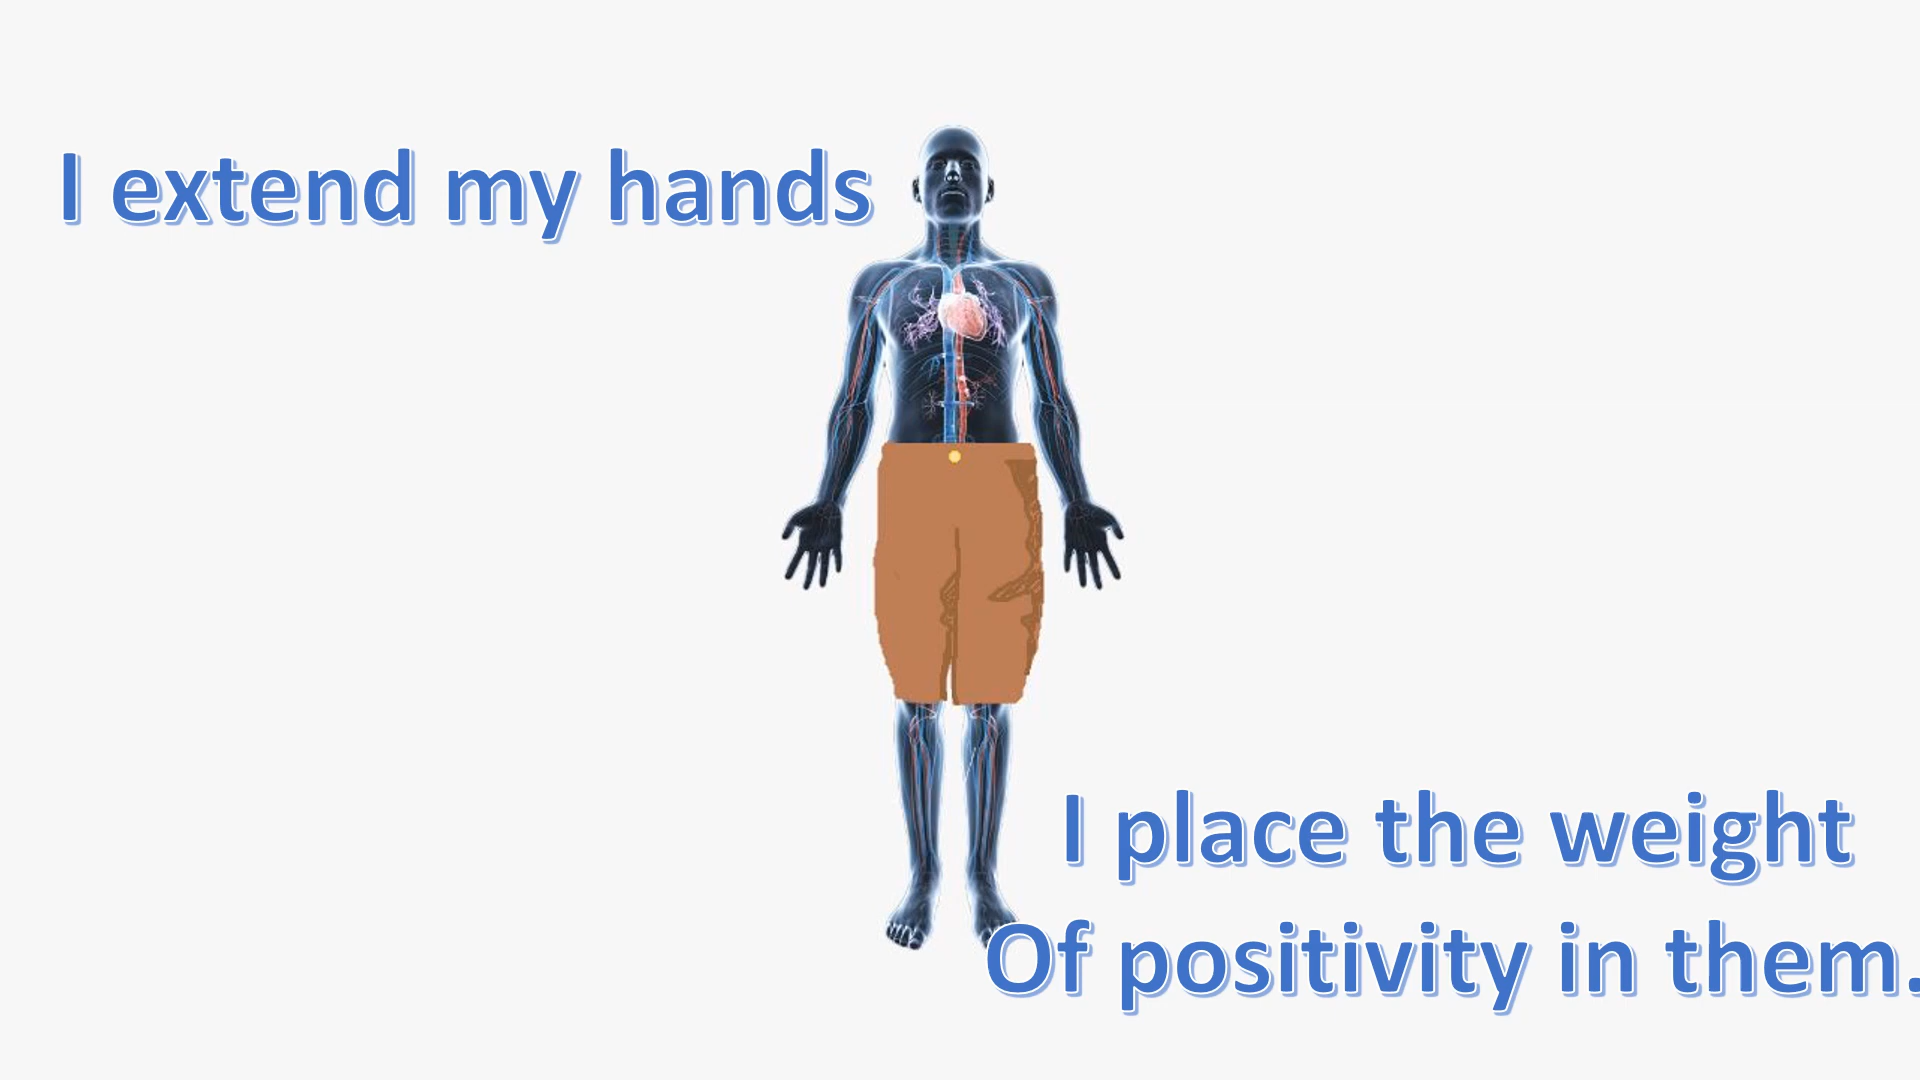 I extend my hands
I place the weight
Of positivity in them.